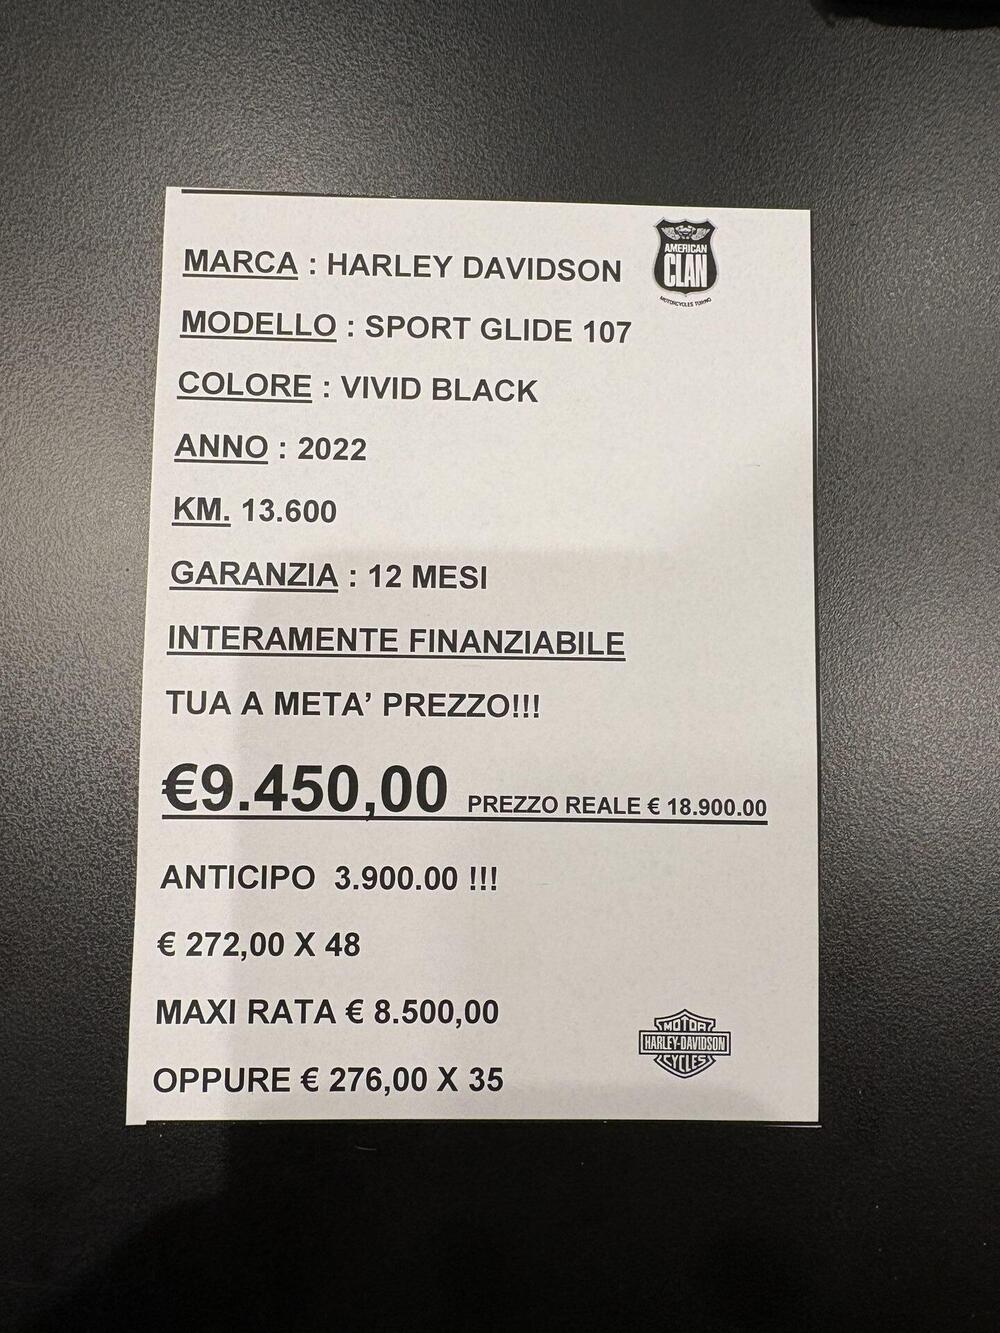 MARCA : HARLEY DAVIDSON
AMERICAN
CLAN
MOTORCYCLES TORINO
MODELLO : SPORT GLIDE 107
COLORE : VIVID BLACK
ANNO : 2022
KM. 13.600
GARANZIA : 12 MESI
INTERAMENTE FINANZIABILE
TUA A META' PREZZO!!!
€9.450,00 PREZZO REALE € 18.900.00
ANTICIPO 3.900.00 !!!
€ 272,00 X 48
MAXI RATA € 8.500,00
OPPURE € 276,00 X 35
MOTOR
HARLEY-DAVIDSON
CYCLES